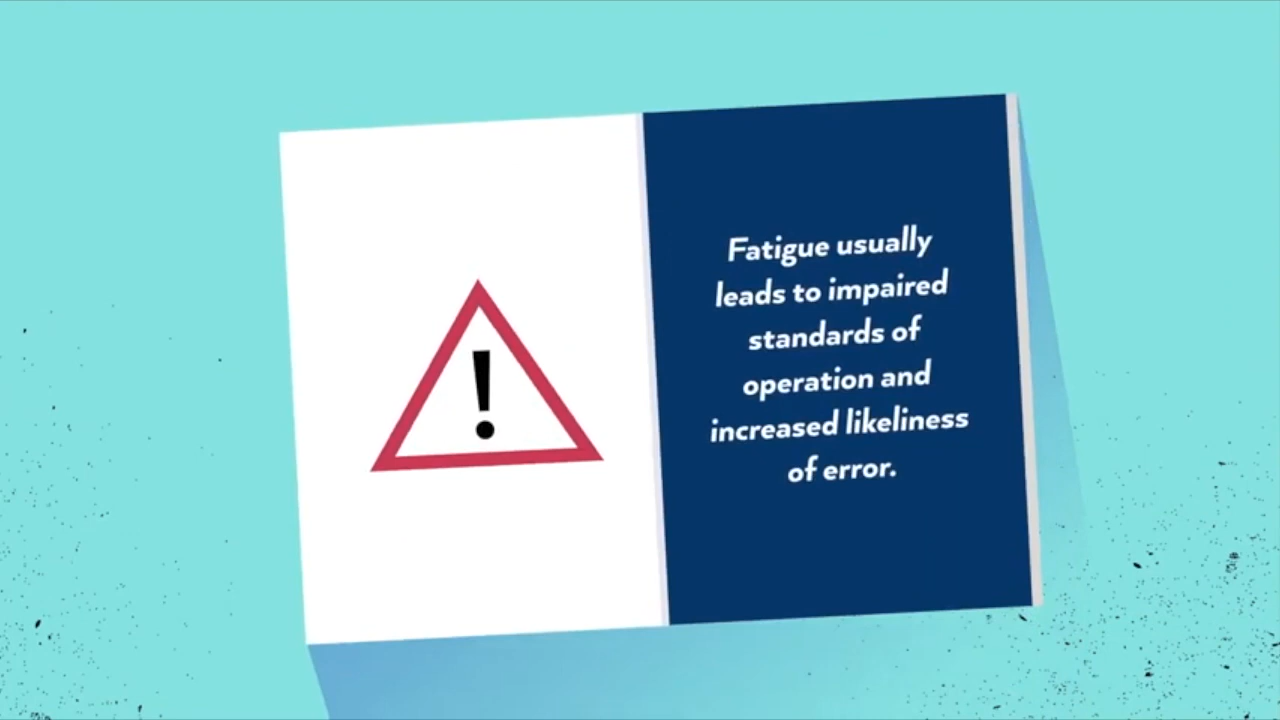 Fatigue usually
leads to impaired
standards of
operation and
increased likeliness
of error.